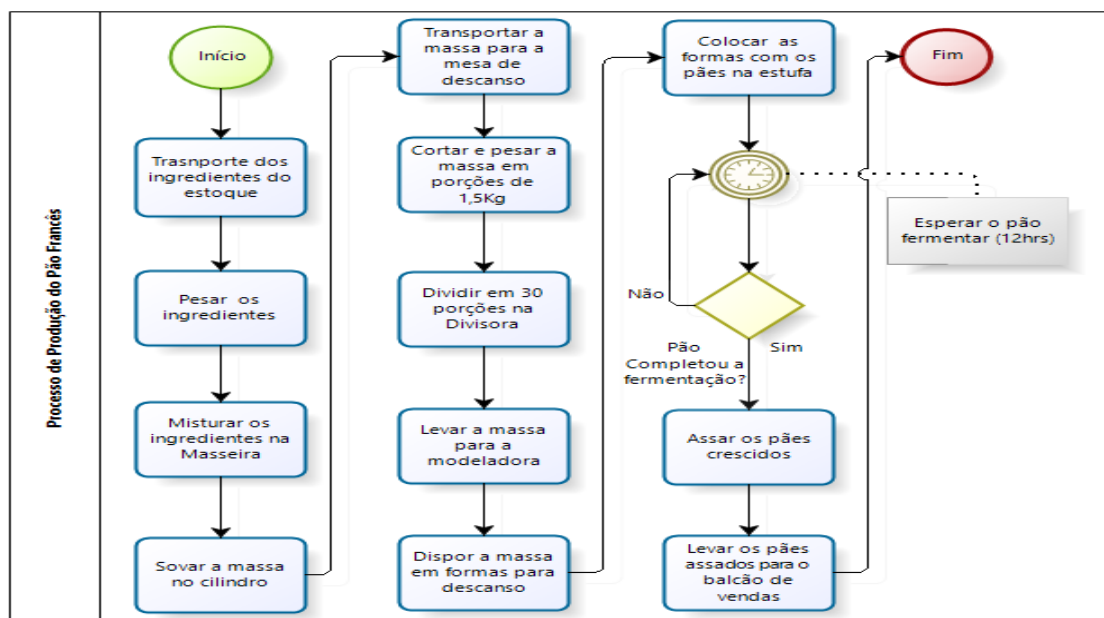 Processo de Produção do Pão Francês
Início
Trasnporte dos
ingredientes do
estoque
Pesar os
ingredientes
Misturar os
ingredientes na
Masseira
Sovar a massa
no cilindro
Transportar a
massa para a
mesa de
descanso
Cortar e pesar a
massa em
porções de
1,5Kg
Dividir em 30
porções na
Divisora
Levar a massa
para a
modeladora
Dispor a massa
em formas para
descanso
Colocar as
formas com os
pães na estufa
Esperar o pão
fermentar (12hrs)
Não
Pão
Completou a
fermentação?
Sim
Assar os pães
crescidos
Levar os pães
assados para o
balcão de
vendas
Fim